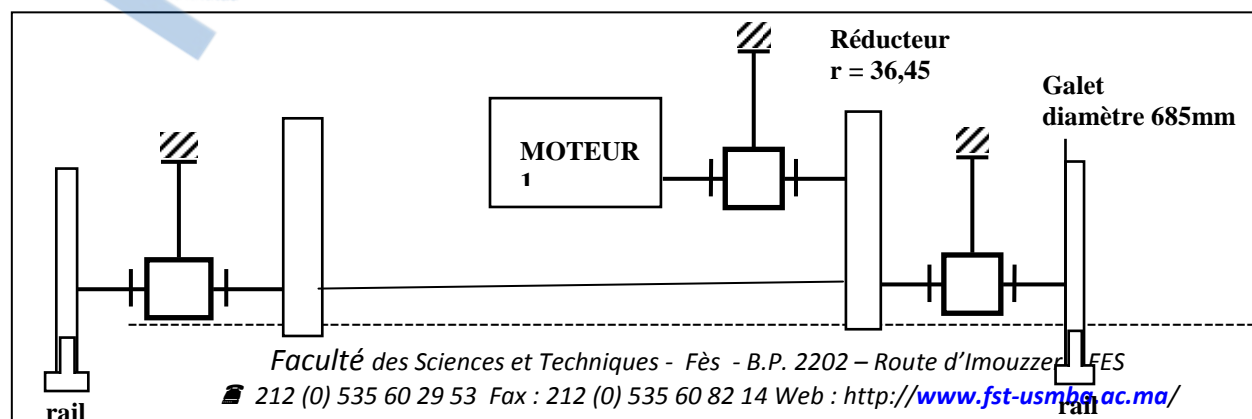 Réducteur
r = 36,45
Galet
diamètre 685mm
MOTEUR
1
Faculté des Sciences et Techniques - Fès - B.P. 2202 – Route d'Imouzzer FES
☎ 212 (0) 535 60 29 53 Fax : 212 (0) 535 60 82 14 Web : http://www.fst-usmba.ac.ma/
rail
rail